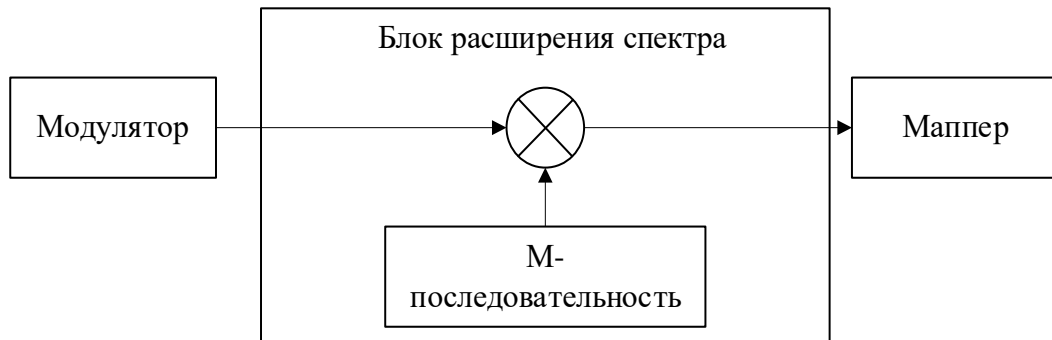 Блок расширения спектра
Модулятор
Маппер
М-
последовательность